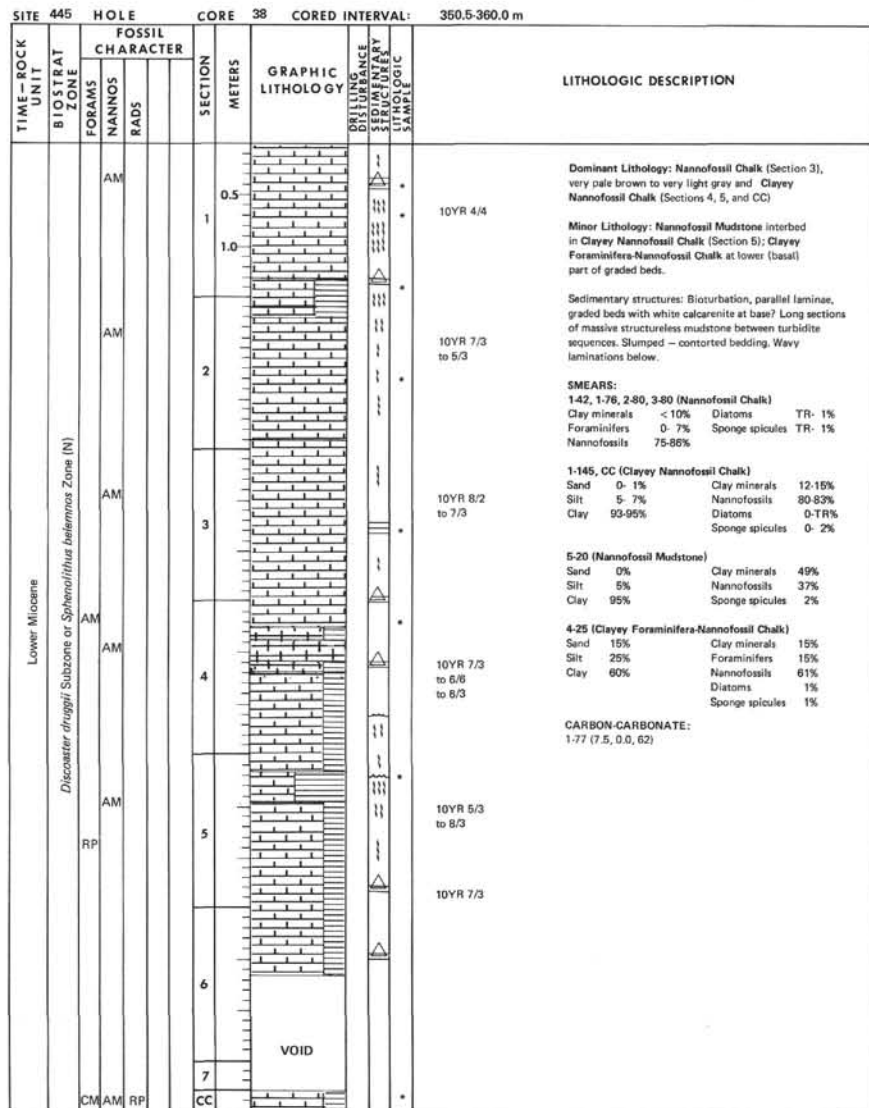 SITE 445 HOLE CORE 38 CORED INTERVAL: 350.5-360.0 m
TIME-ROCK UNIT
BIOSTRAT ZONE
FOSSIL CHARACTER
FORAMS
NANNOS
RADS
SECTION
METERS
GRAPHIC LITHOLOGY
DRILLING DISTURBANCE
SEDIMENTARY STRUCTURES
LITHOLOGIC SAMPLE
LITHOLOGIC DESCRIPTION
Lower Miocene
Discoaster druggii Subzone or Sphenolithus belemnos Zone (N)
AM
AM
AM
AM
AM
AM
RP
CM AM RP
1
0.5
1.0
2
3
4
5
6
7
CC
VOID
10YR 4/4
10YR 7/3
to 5/3
10YR 8/2
to 7/3
10YR 7/3
to 6/6
to 8/3
10YR 5/3
to 8/3
10YR 7/3
Dominant Lithology: Nannofossil Chalk (Section 3),
very pale brown to very light gray and Clayey
Nannofossil Chalk (Sections 4, 5, and CC)
Minor Lithology: Nannofossil Mudstone interbed
in Clayey Nannofossil Chalk (Section 5); Clayey
Foraminifera-Nannofossil Chalk at lower (basal)
part of graded beds.
Sedimentary structures: Bioturbation, parallel laminae,
graded beds with white calcarenite at base? Long sections
of massive structureless mudstone between turbidite
sequences. Slumped – contorted bedding. Wavy
laminations below.
SMEARS:
1-42, 1-76, 2-80, 3-80 (Nannofossil Chalk)
Clay minerals < 10% Diatoms TR- 1%
Foraminifers 0- 7% Sponge spicules TR- 1%
Nannofossils 75-86%
1-145, CC (Clayey Nannofossil Chalk)
Sand 0- 1% Clay minerals 12-15%
Silt 5- 7% Nannofossils 80-83%
Clay 93-95% Diatoms 0-TR%
Sponge spicules 0- 2%
5-20 (Nannofossil Mudstone)
Sand 0% Clay minerals 49%
Silt 5% Nannofossils 37%
Clay 95% Sponge spicules 2%
4-25 (Clayey Foraminifera-Nannofossil Chalk)
Sand 15% Clay minerals 15%
Silt 25% Foraminifers 15%
Clay 60% Nannofossils 61%
Diatoms 1%
Sponge spicules 1%
CARBON-CARBONATE:
1-77 (7.5, 0.0, 62)